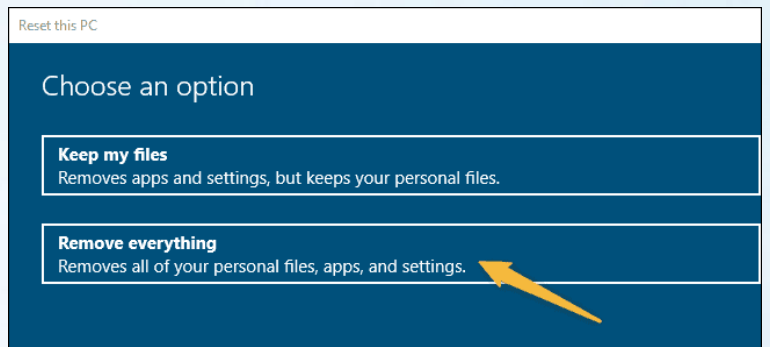 Reset this PC
Choose an option
Keep my files
Removes apps and settings, but keeps your personal files.
Remove everything
Removes all of your personal files, apps, and settings.